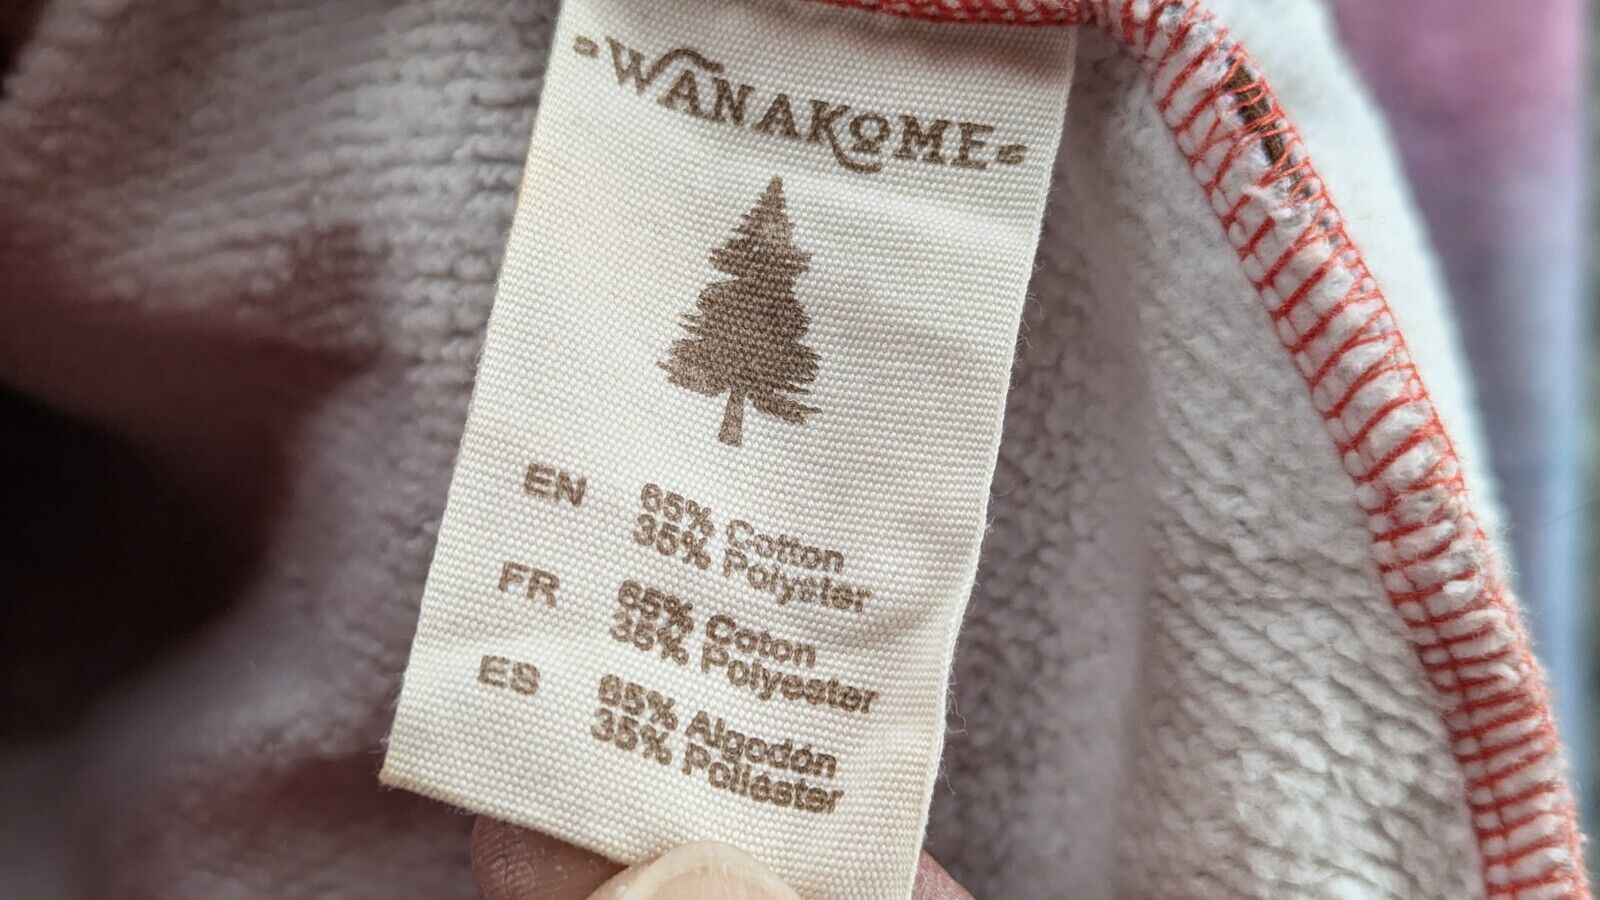 WANAKOME
EN 65% Cotton
35% Polyester
FR 65% Coton
35% Polyester
ES 65% Algodón
35% Poliéster